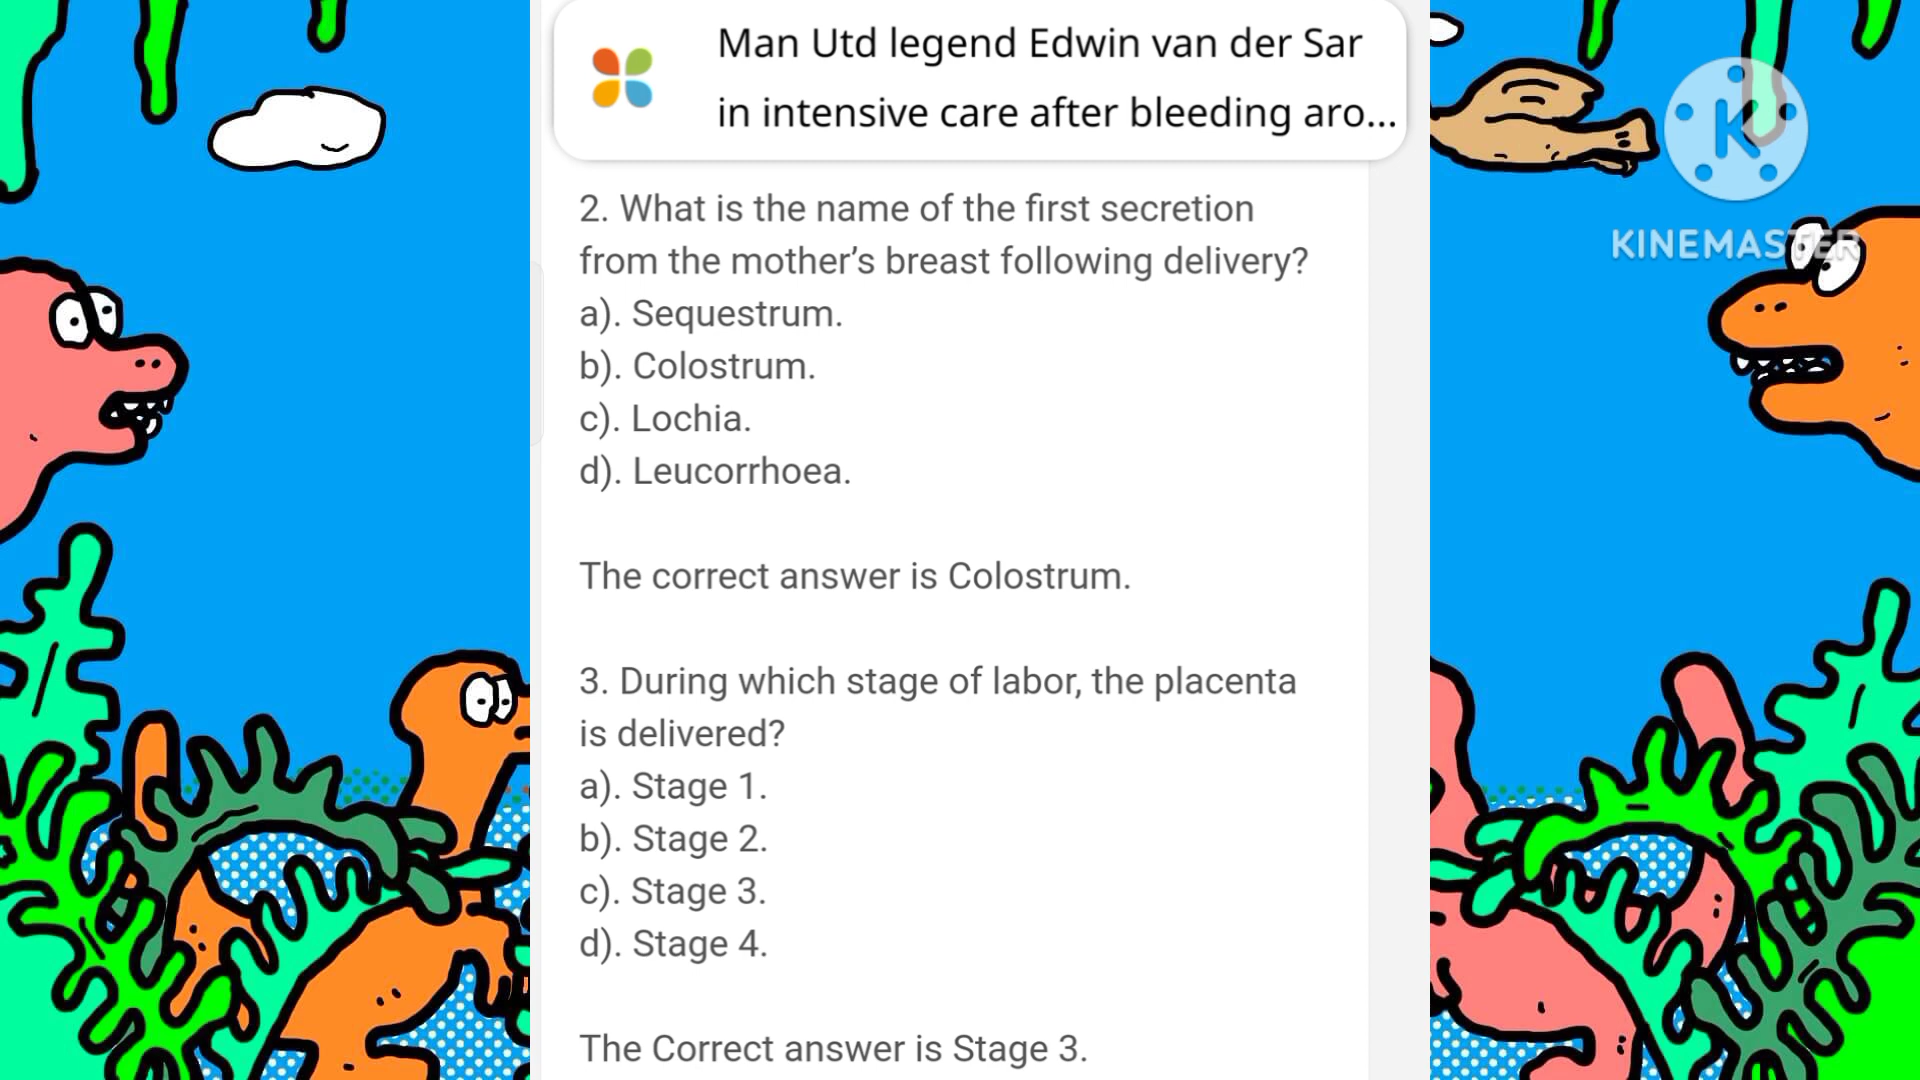 Man Utd legend Edwin van der Sar
in intensive care after bleeding aro...
K
KINEMASTER
2. What is the name of the first secretion
from the mother’s breast following delivery?
a). Sequestrum.
b). Colostrum.
c). Lochia.
d). Leucorrhoea.
The correct answer is Colostrum.
3. During which stage of labor, the placenta
is delivered?
a). Stage 1.
b). Stage 2.
c). Stage 3.
d). Stage 4.
The Correct answer is Stage 3.